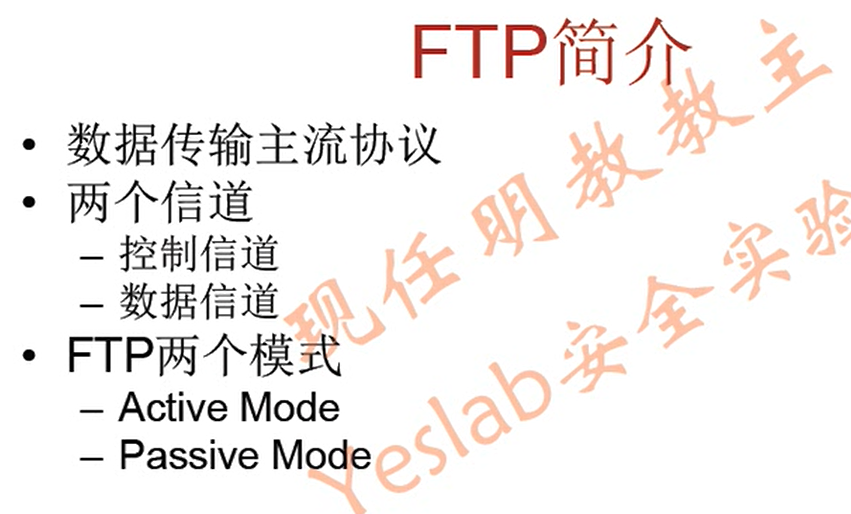 FTP简介
• 数据传输主流协议
• 两个信道
– 控制信道
– 数据信道
• FTP两个模式
– Active Mode
– Passive Mode
现任明教教主
Yeslab安全实验